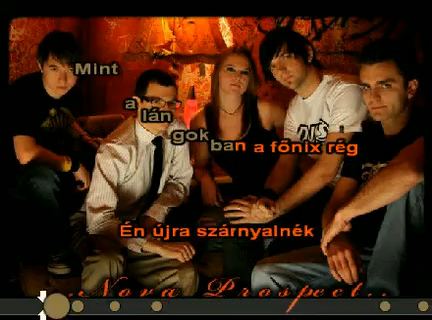 Mint
a
lán
gok
ban a főnix rég
Én újra szárnyalnék
..Nova Prospect..